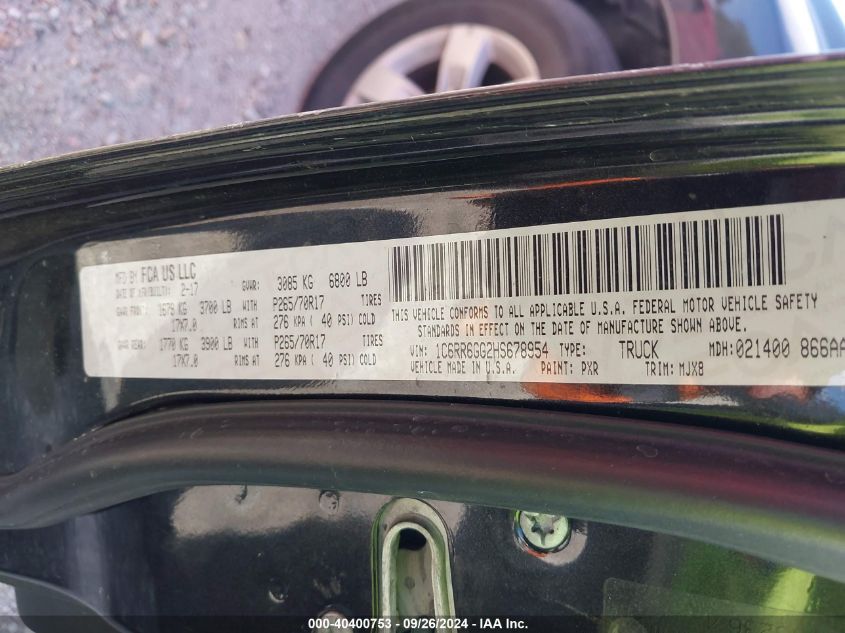 MFD BY FCA US LLC
DATE OF MFR(BUILT): 2-17 GVWR: 3085 KG 6800 LB
GAWR FRONT: 1679 KG 3700 LB WITH P265/70R17 TIRES
17X7.0 RIMS AT 276 KPA ( 40 PSI) COLD
GAWR REAR: 1770 KG 3900 LB WITH P265/70R17 TIRES
17X7.0 RIMS AT 276 KPA ( 40 PSI) COLD
THIS VEHICLE CONFORMS TO ALL APPLICABLE U.S.A. FEDERAL MOTOR VEHICLE SAFETY
STANDARDS IN EFFECT ON THE DATE OF MANUFACTURE SHOWN ABOVE.
VIN: 1C6RR6GG2HS678954 TYPE: TRUCK MDH:021400 866AA
VEHICLE MADE IN U.S.A. PAINT: PXR TRIM: MJX8
000-40400753 - 09/26/2024 - IAA Inc.